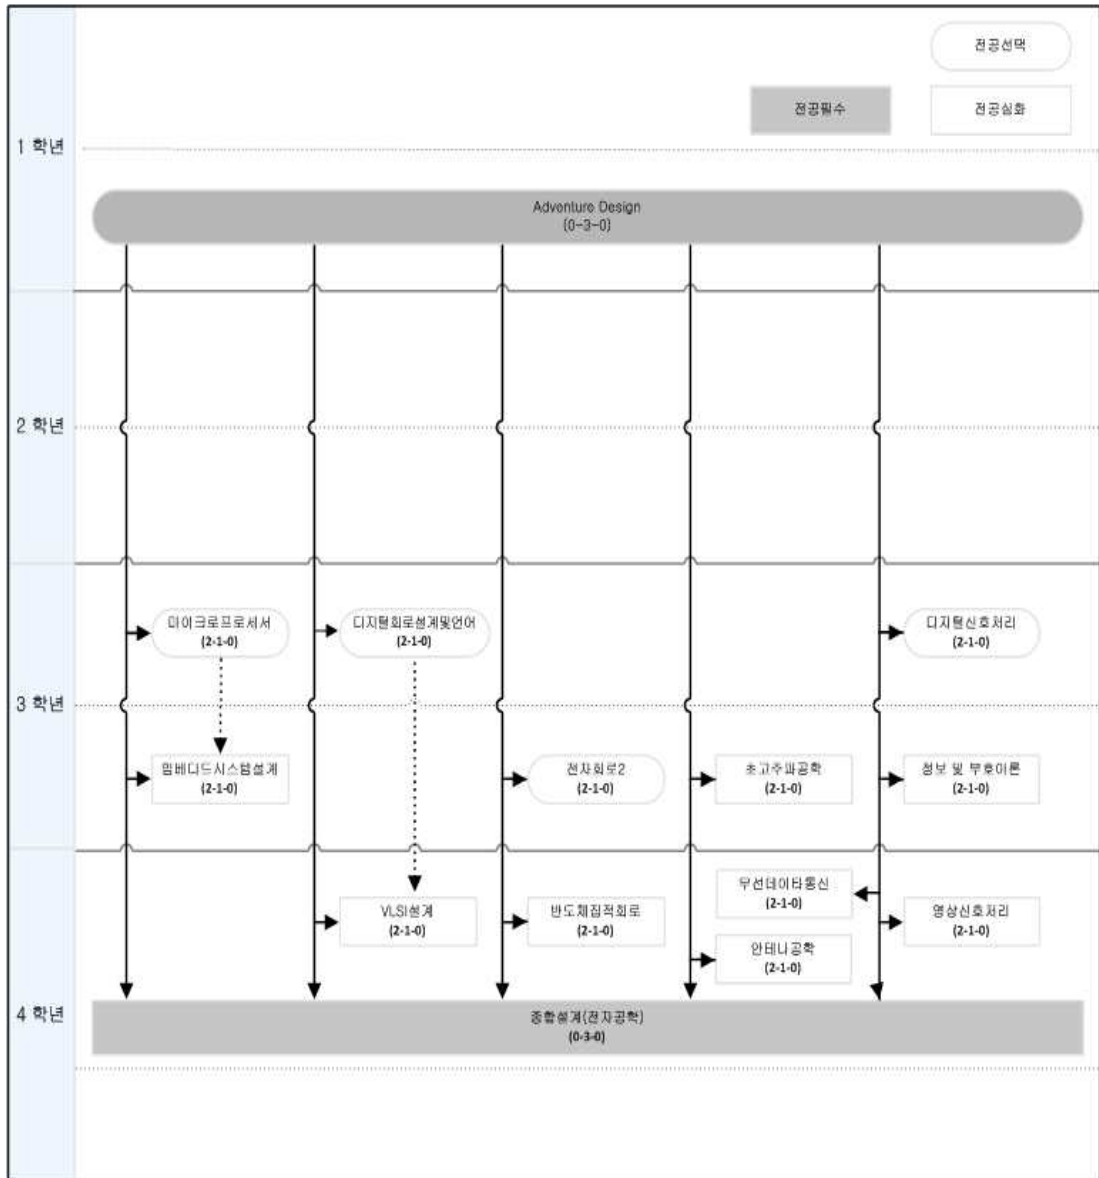 전공선택
전공필수
전공심화
1 학년
Adventure Design
(0-3-0)
2 학년
마이크로프로세서
(2-1-0)
디지털회로설계및언어
(2-1-0)
디지털신호처리
(2-1-0)
3 학년
임베디드시스템설계
(2-1-0)
전자회로2
(2-1-0)
초고주파공학
(2-1-0)
정보 및 부호이론
(2-1-0)
무선데이타통신
(2-1-0)
VLSI설계
(2-1-0)
반도체집적회로
(2-1-0)
영상신호처리
(2-1-0)
안테나공학
(2-1-0)
4 학년
종합설계(전자공학)
(0-3-0)